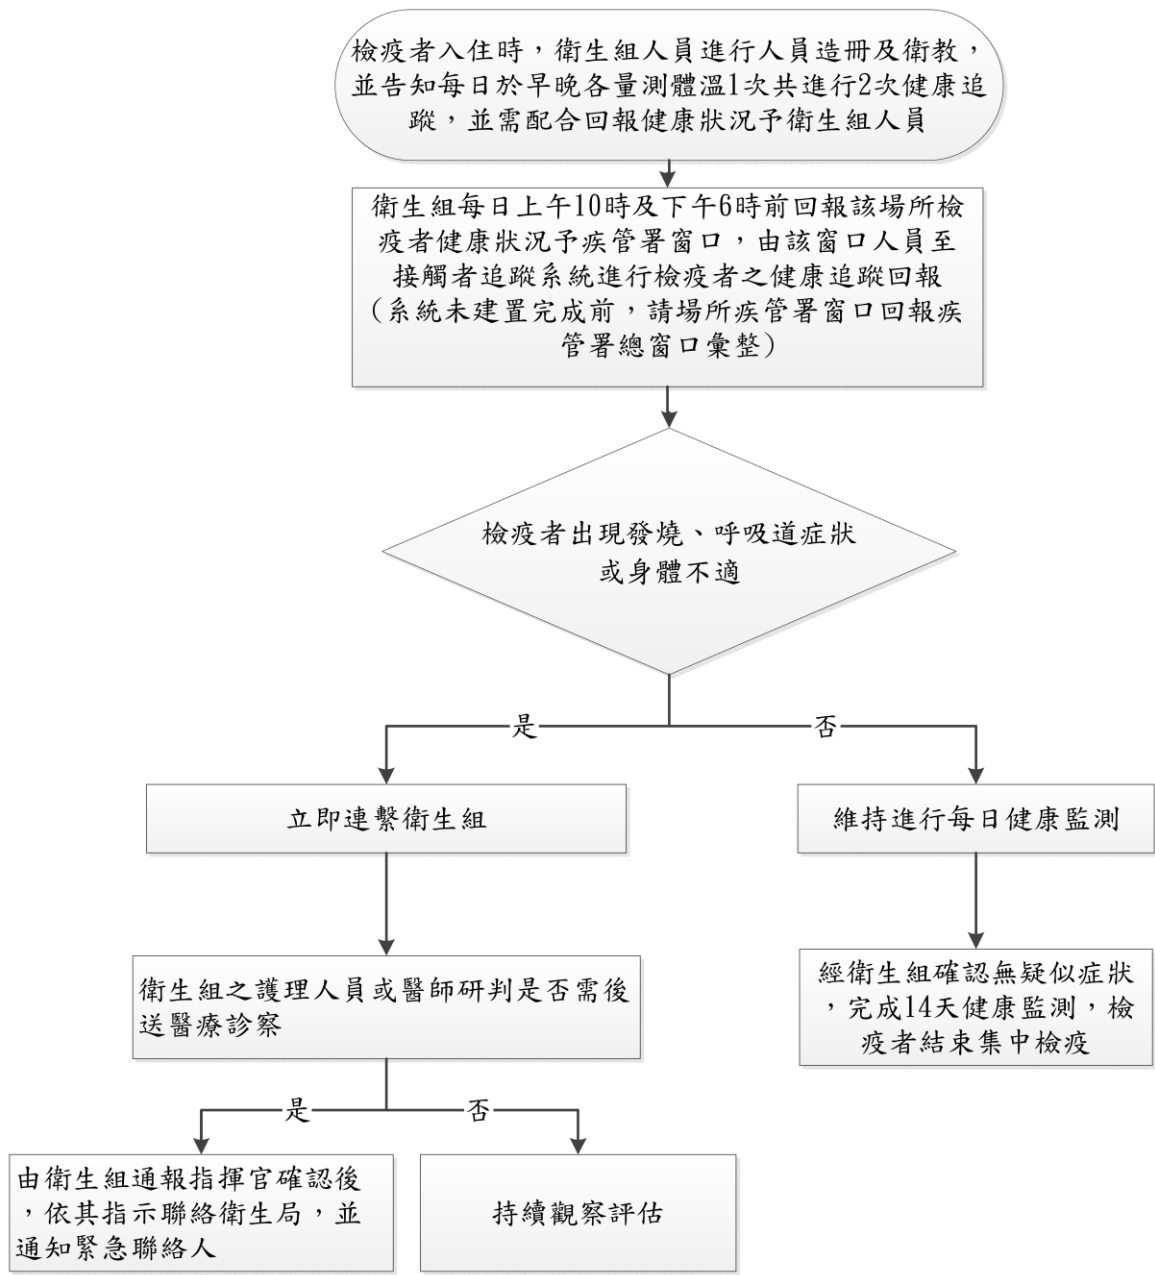 檢疫者入住時，衛生組人員進行人員造冊及衛教，
並告知每日於早晚各量測體溫1次共進行2次健康追
蹤，並需配合回報健康狀況予衛生組人員
衛生組每日上午10時及下午6時前回報該場所檢
疫者健康狀況予疾管署窗口，由該窗口人員至
接觸者追蹤系統進行檢疫者之健康追蹤回報
(系統未建置完成前，請場所疾管署窗口回報疾
管署總窗口彙整)
檢疫者出現發燒、呼吸道症狀
或身體不適
是
否
立即連繫衛生組
維持進行每日健康監測
衛生組之護理人員或醫師研判是否需後
送醫療診察
經衛生組確認無疑似症狀
，完成14天健康監測，檢
疫者結束集中檢疫
是
否
由衛生組通報指揮官確認後
，依其指示聯絡衛生局，並
通知緊急聯絡人
持續觀察評估